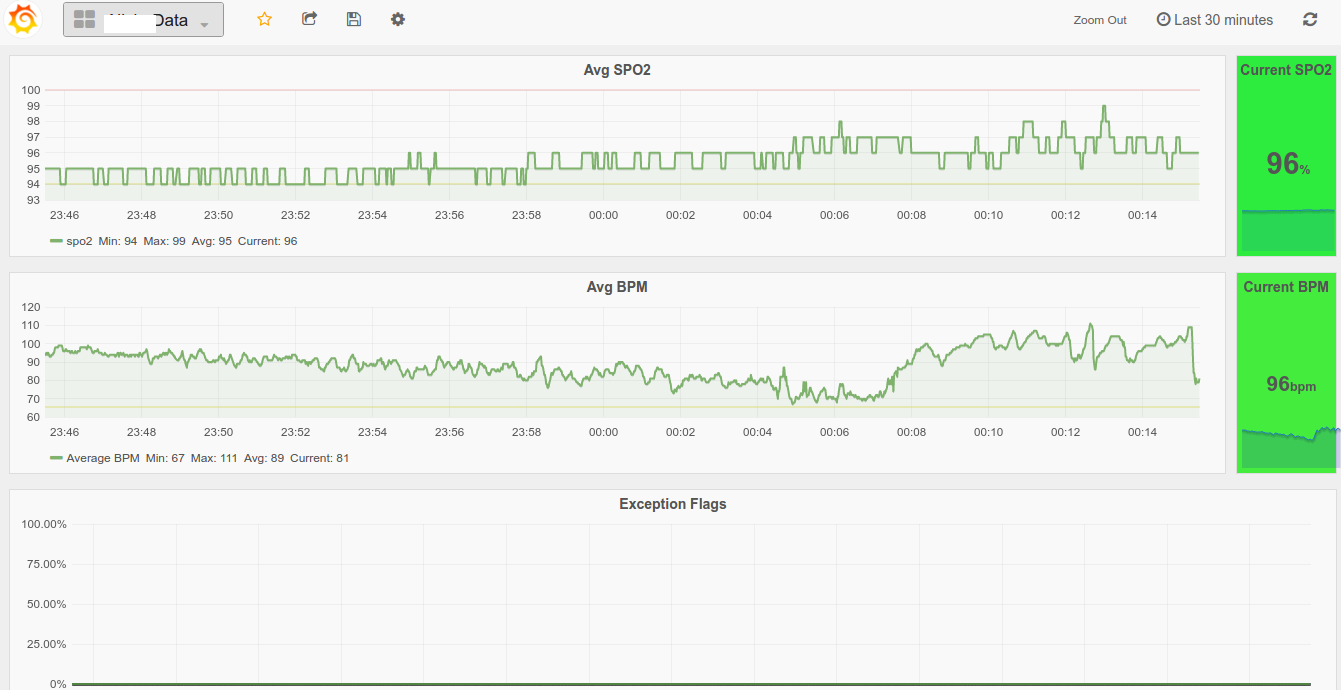 Data
Zoom Out
Last 30 minutes
Avg SPO2
100
99
98
97
96
95
94
93
23:46 23:48 23:50 23:52 23:54 23:56 23:58 00:00 00:02 00:04 00:06 00:08 00:10 00:12 00:14
spo2 Min: 94 Max: 99 Avg: 95 Current: 96
Current SPO2
96%
Avg BPM
120
110
100
90
80
70
60
23:46 23:48 23:50 23:52 23:54 23:56 23:58 00:00 00:02 00:04 00:06 00:08 00:10 00:12 00:14
Average BPM Min: 67 Max: 111 Avg: 89 Current: 81
Current BPM
96bpm
Exception Flags
100.00%
75.00%
50.00%
25.00%
0%